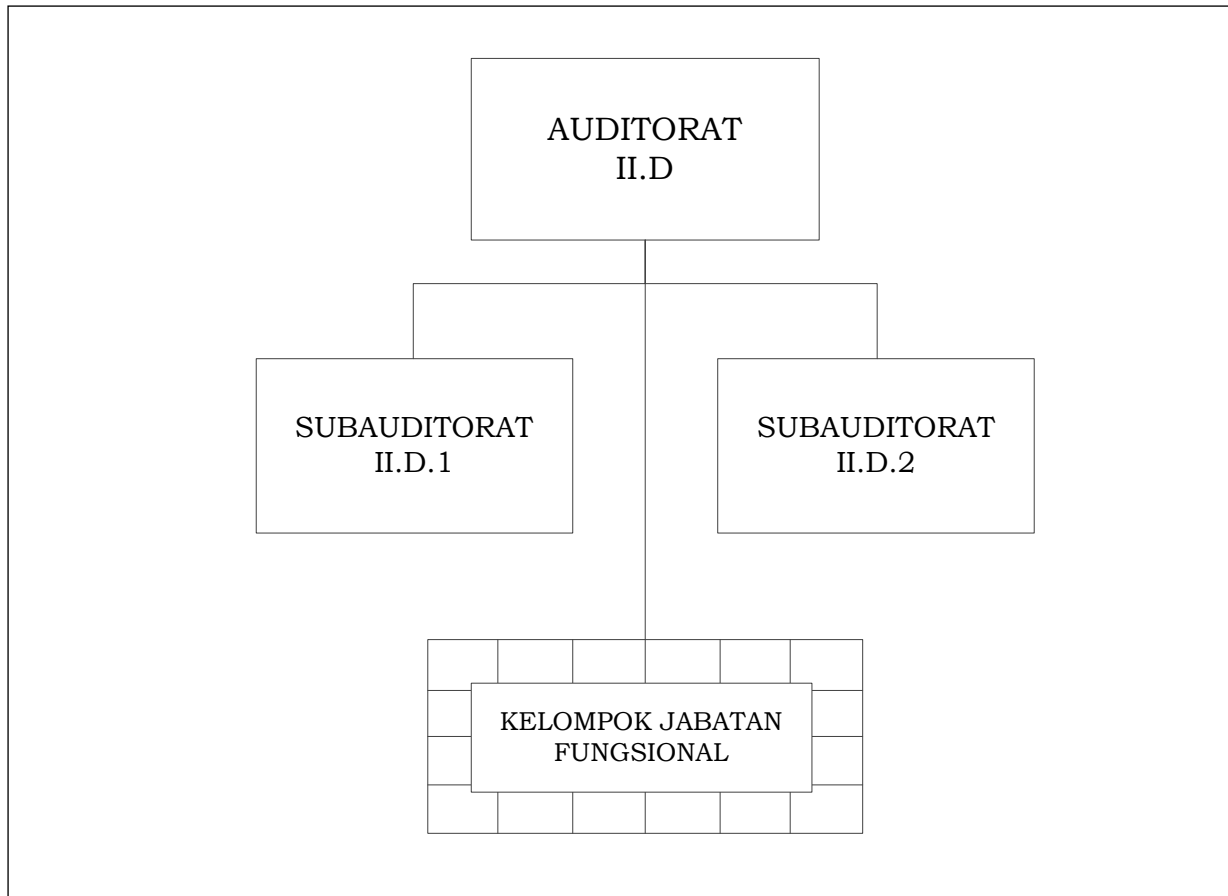 AUDITORAT
II.D
SUBAUDITORAT
II.D.1
SUBAUDITORAT
II.D.2
KELOMPOK JABATAN
FUNGSIONAL